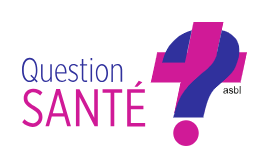 Question
SANTÉ
?
asbl